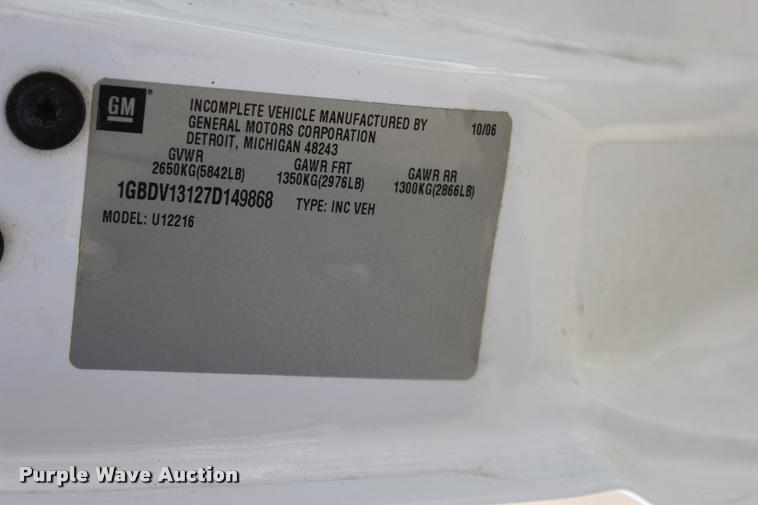 GM
INCOMPLETE VEHICLE MANUFACTURED BY
GENERAL MOTORS CORPORATION
DETROIT, MICHIGAN 48243
10/06
GVWR
2650KG(5842LB)
GAWR FRT
1350KG(2976LB)
GAWR RR
1300KG(2866LB)
1GBDV13127D149868 TYPE: INC VEH
MODEL: U12216
Purple Wave Auction